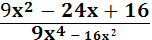 9x² − 24x + 16
9x⁴ − 16x²